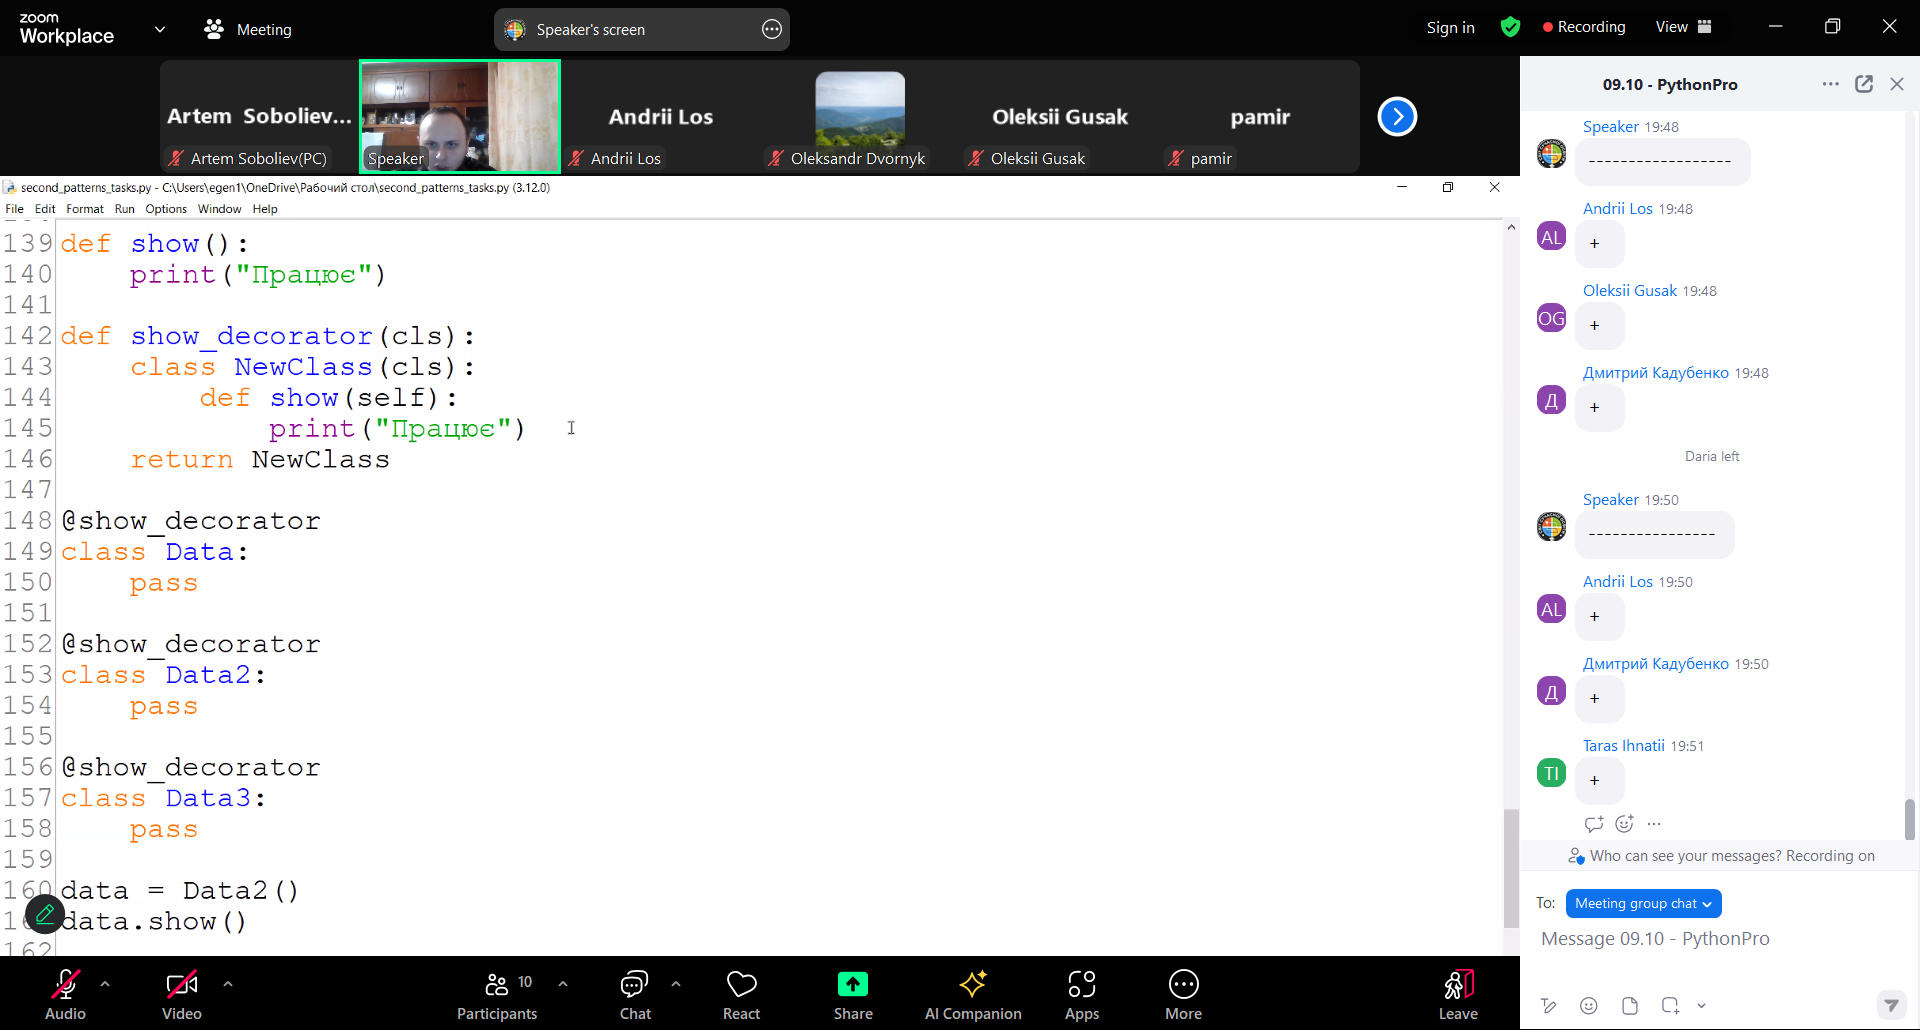 zoom
Workplace
Meeting
Speaker's screen
Sign in
Recording
View
Artem Soboliev...
Artem Soboliev(PC)
Speaker
Andrii Los
Andrii Los
Oleksandr Dvornyk
Oleksii Gusak
Oleksii Gusak
pamir
pamir
second_patterns_tasks.py - C:\Users\egen1\OneDrive\Рабочий стол\second_patterns_tasks.py (3.12.0)
File Edit Format Run Options Window Help
139 def show():
140     print("Працює")
141
142 def show_decorator(cls):
143     class NewClass(cls):
144         def show(self):
145             print("Працює")
146     return NewClass
147
148 @show_decorator
149 class Data:
150     pass
151
152 @show_decorator
153 class Data2:
154     pass
155
156 @show_decorator
157 class Data3:
158     pass
159
160 data = Data2()
data.show()
162
Audio
Video
Participants
10
Chat
React
Share
AI Companion
Apps
More
Leave
09.10 - PythonPro
Speaker 19:48
------------------
Andrii Los 19:48
AL
+
Oleksii Gusak 19:48
OG
+
Дмитрий Кадубенко 19:48
Д
+
Daria left
Speaker 19:50
----------------
Andrii Los 19:50
AL
+
Дмитрий Кадубенко 19:50
Д
+
Taras Ihnatii 19:51
TI
+
Who can see your messages? Recording on
To: Meeting group chat
Message 09.10 - PythonPro